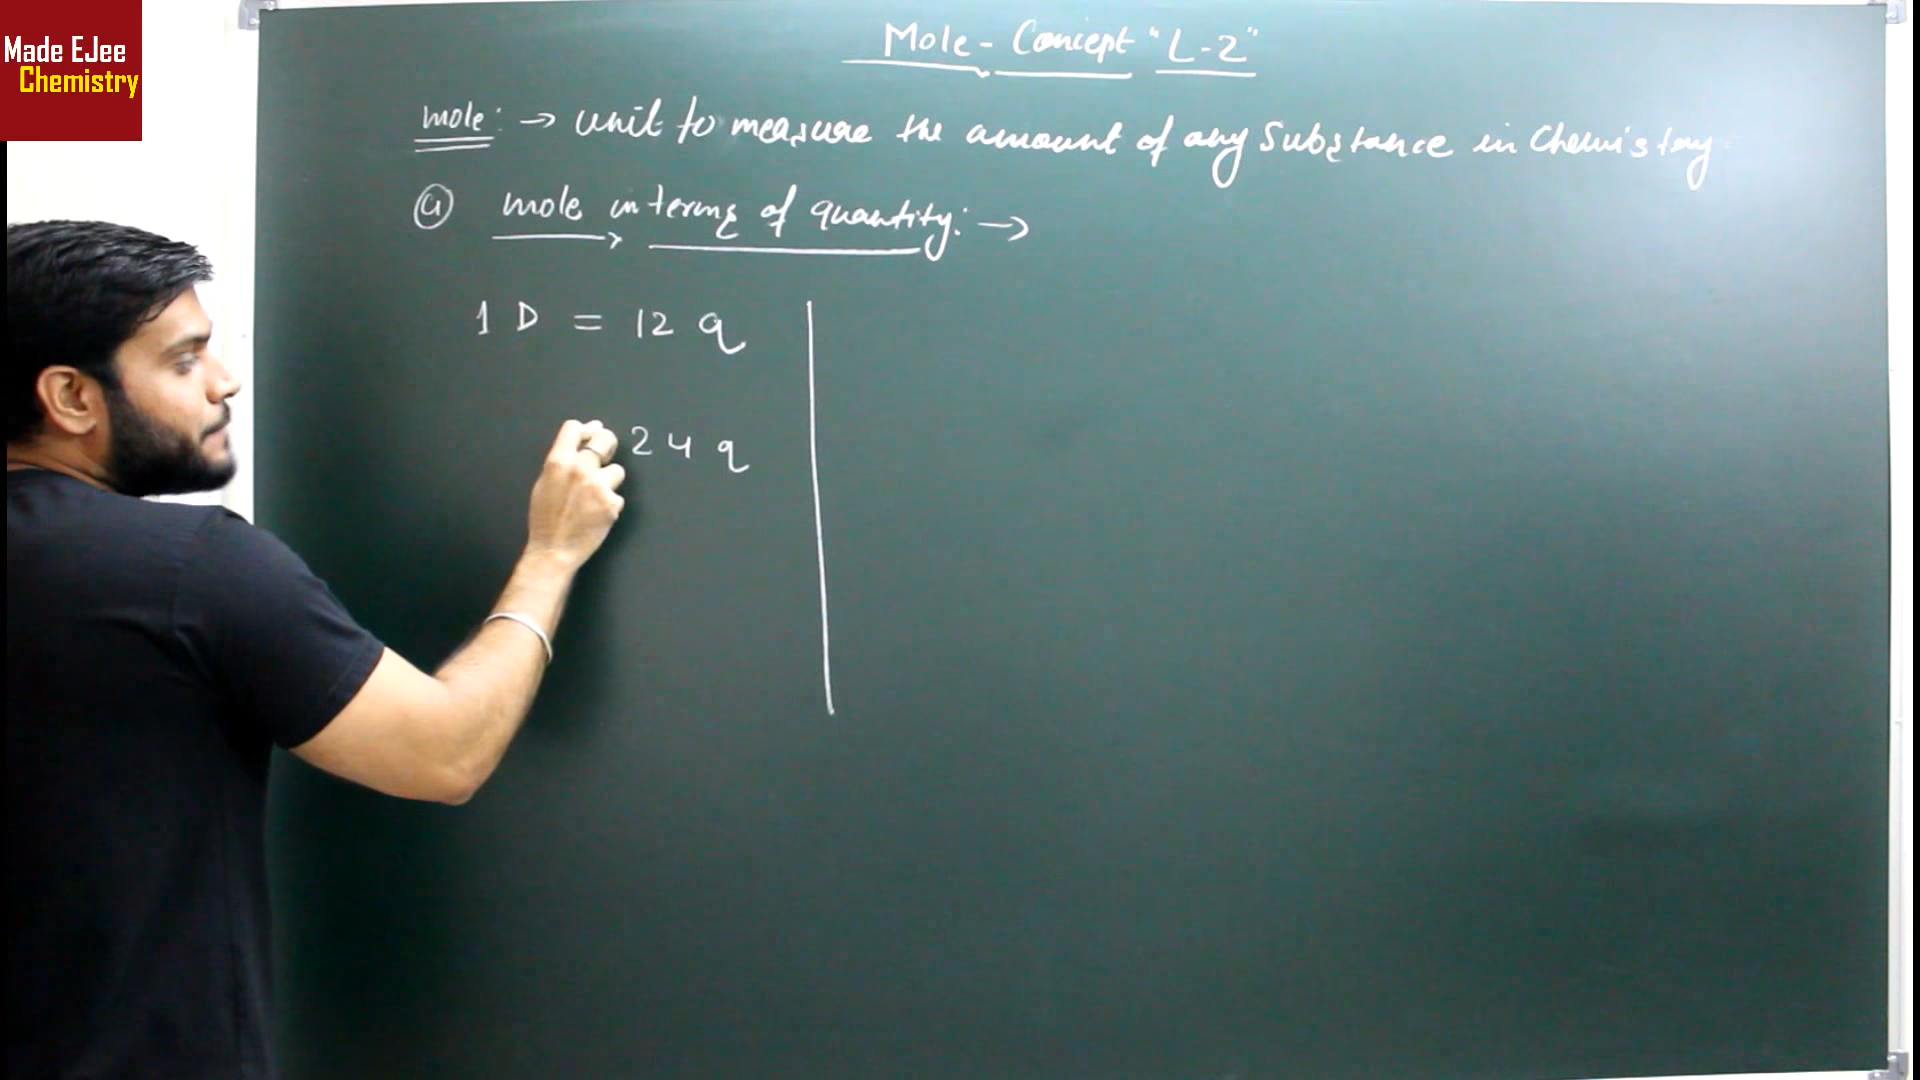 Made EJee
Chemistry
Mole - Concept "L-2"
mole: → unit to measure the amount of any Substance in Chemistry.
a mole in terms of quantity: →
1 D = 12 q
24 q